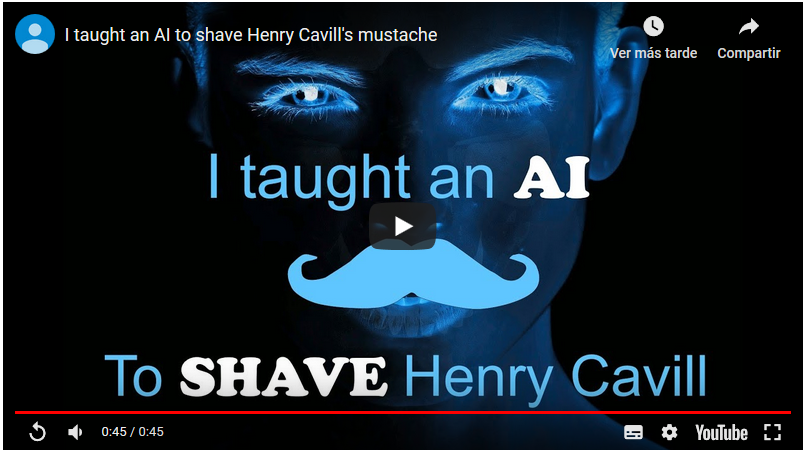 I taught an AI to shave Henry Cavill's mustache
Ver más tarde
Compartir
I taught an AI
To SHAVE Henry Cavill
0:45 / 0:45
YouTube